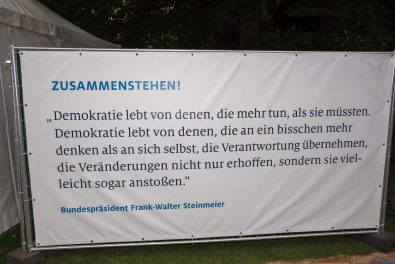 ZUSAMMENSTEHEN!
„Demokratie lebt von denen, die mehr tun, als sie müssten.
Demokratie lebt von denen, die an ein bisschen mehr
denken als an sich selbst, die Verantwortung übernehmen,
die Veränderungen nicht nur erhoffen, sondern sie viel-
leicht sogar anstoßen.“
Bundespräsident Frank-Walter Steinmeier